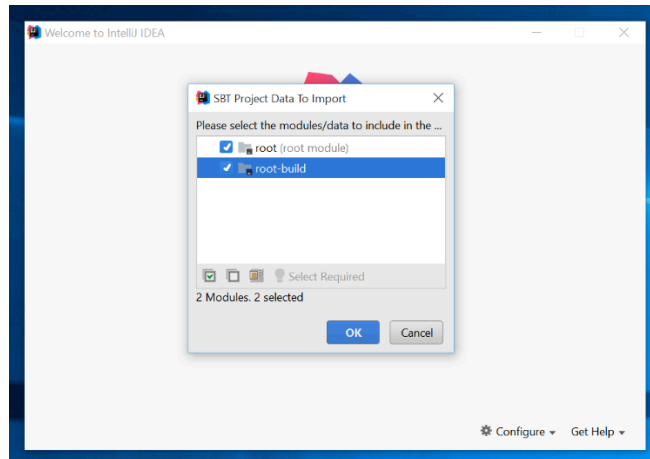 Welcome to IntelliJ IDEA
SBT Project Data To Import
Please select the modules/data to include in the ...
root (root module)
root-build
Select Required
2 Modules. 2 selected
OK Cancel
Configure Get Help